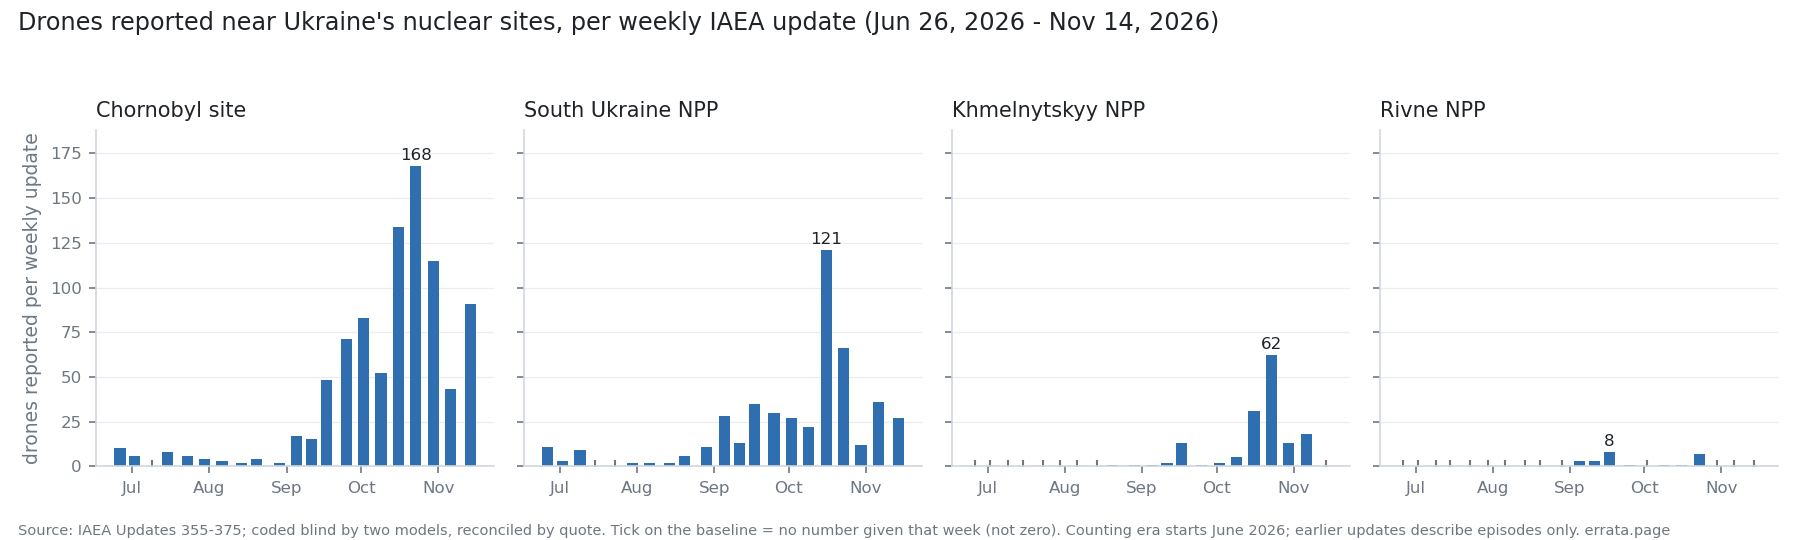 Drones reported near Ukraine's nuclear sites, per weekly IAEA update (Jun 26, 2026 - Nov 14, 2026)
Chornobyl site
South Ukraine NPP
Khmelnytskyy NPP
Rivne NPP
drones reported per weekly update
175
150
125
100
75
50
25
0
168
121
62
8
Jul Aug Sep Oct Nov
Jul Aug Sep Oct Nov
Jul Aug Sep Oct Nov
Jul Aug Sep Oct Nov
Source: IAEA Updates 355-375; coded blind by two models, reconciled by quote. Tick on the baseline = no number given that week (not zero). Counting era starts June 2026; earlier updates describe episodes only. errata.page